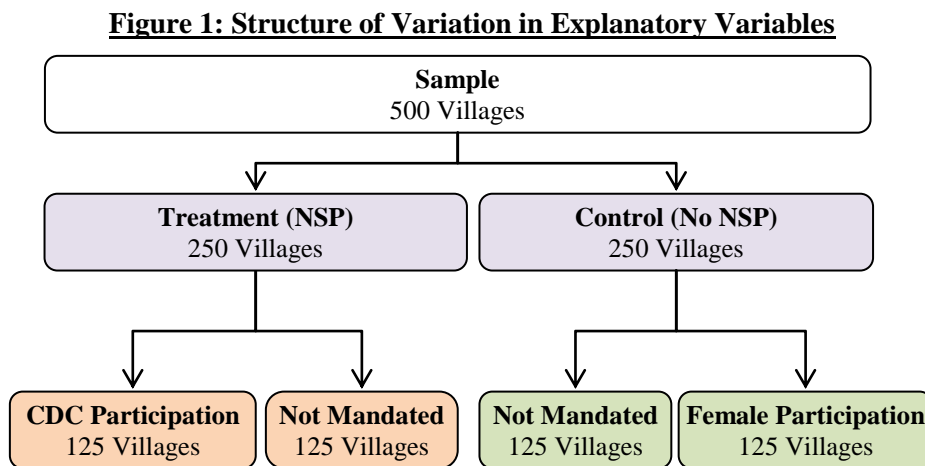 Figure 1: Structure of Variation in Explanatory Variables
Sample
500 Villages
Treatment (NSP)
250 Villages
Control (No NSP)
250 Villages
CDC Participation
125 Villages
Not Mandated
125 Villages
Not Mandated
125 Villages
Female Participation
125 Villages